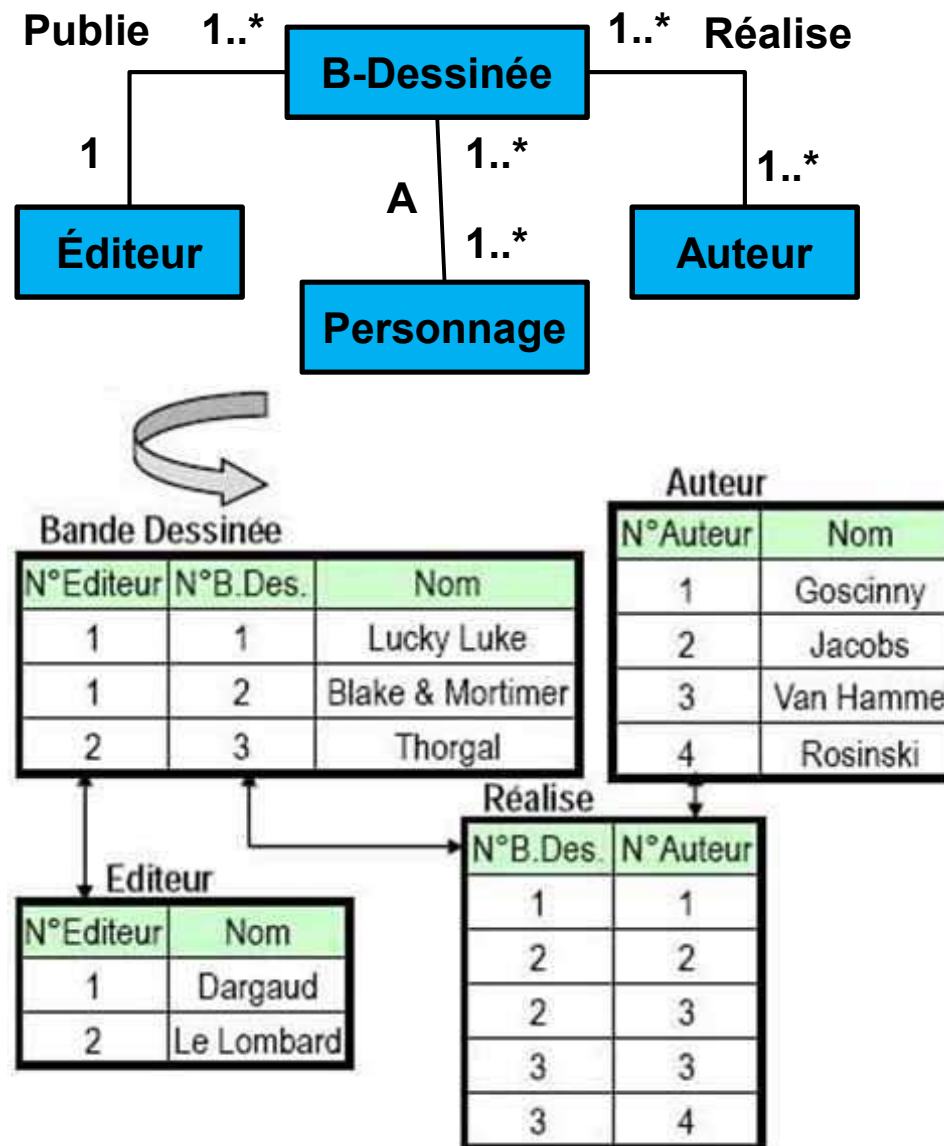 Publie 1..* 1..* Réalise
B-Dessinée
1 1..* 1..*
A
Éditeur 1..* Auteur
Personnage
Bande Dessinée
N°Editeur N°B.Des. Nom
1 1 Lucky Luke
1 2 Blake & Mortimer
2 3 Thorgal
Auteur
N°Auteur Nom
1 Goscinny
2 Jacobs
3 Van Hamme
4 Rosinski
Editeur
N°Editeur Nom
1 Dargaud
2 Le Lombard
Réalise
N°B.Des. N°Auteur
1 1
2 2
2 3
3 3
3 4